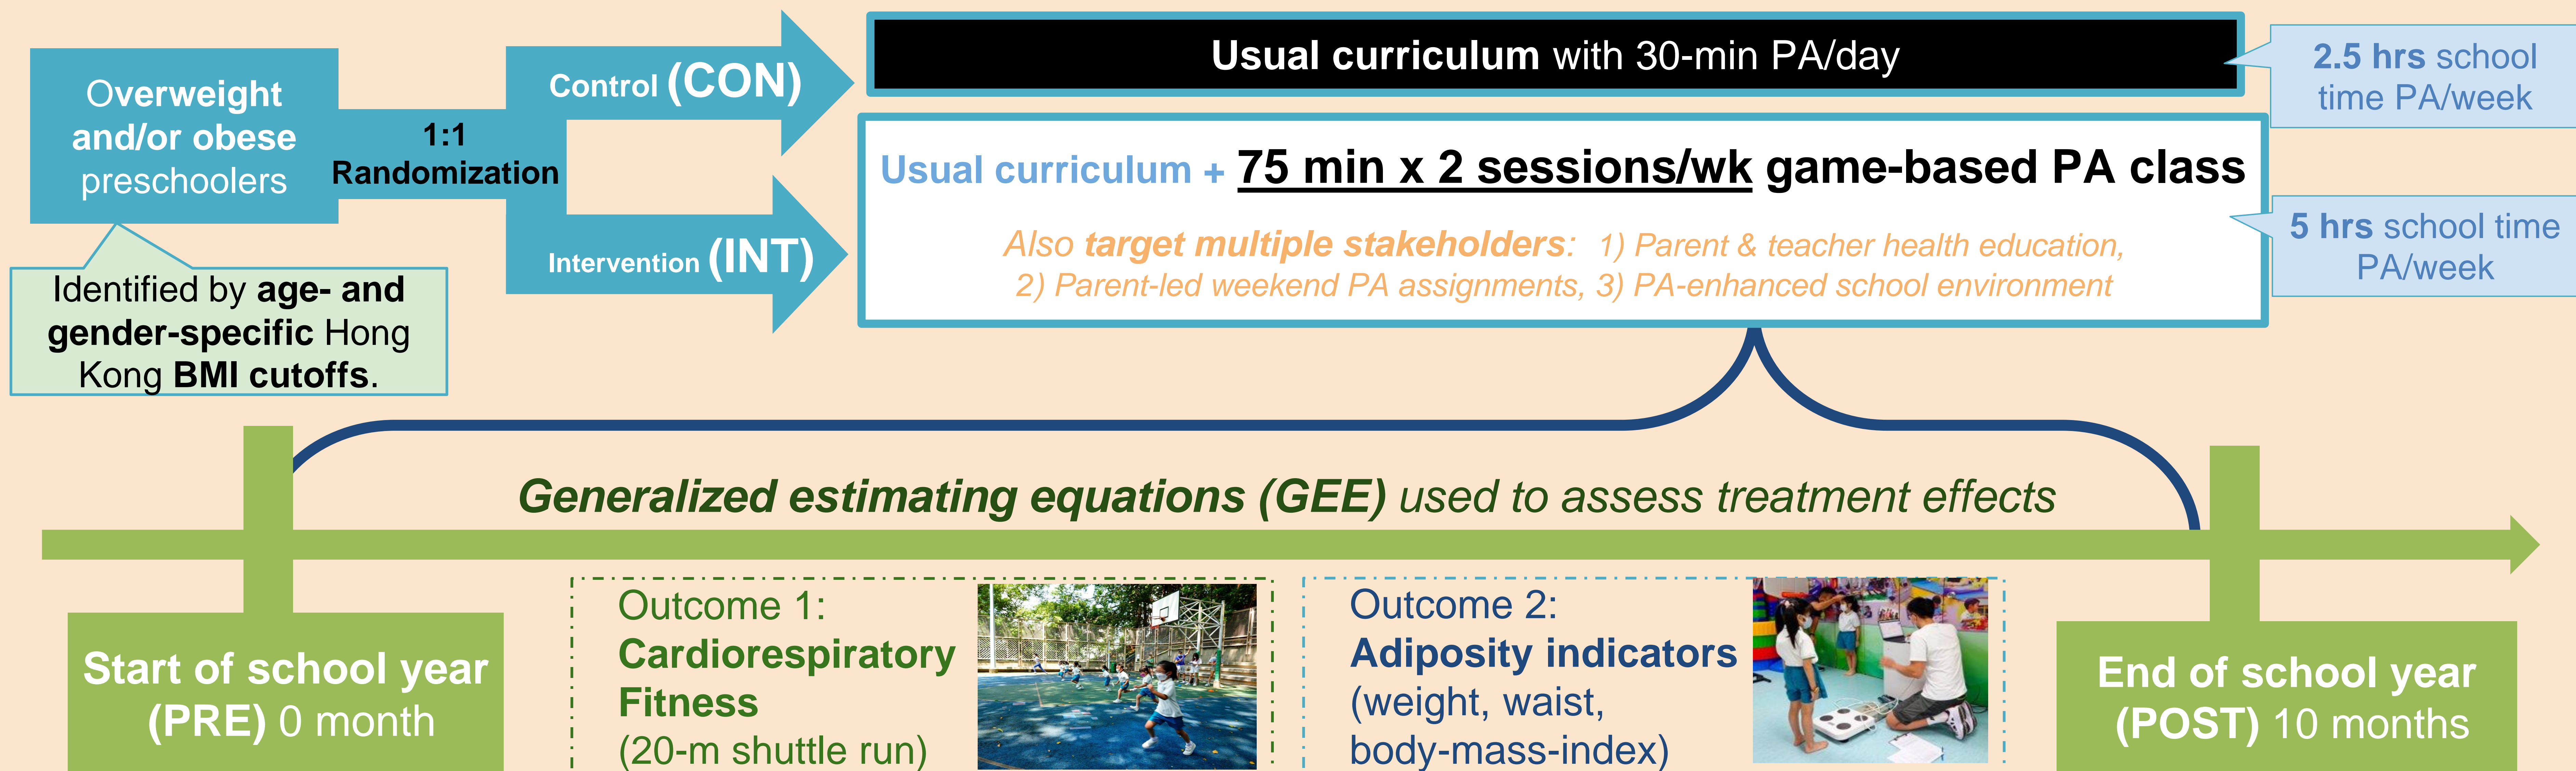 Overweight
and/or obese
preschoolers
1:1
Randomization
Control (CON)
Intervention (INT)
Identified by age- and
gender-specific Hong
Kong BMI cutoffs.
Usual curriculum with 30-min PA/day
2.5 hrs school
time PA/week
Usual curriculum + 75 min x 2 sessions/wk game-based PA class
Also target multiple stakeholders: 1) Parent & teacher health education,
2) Parent-led weekend PA assignments, 3) PA-enhanced school environment
5 hrs school time
PA/week
Generalized estimating equations (GEE) used to assess treatment effects
Start of school year
(PRE) 0 month
Outcome 1:
Cardiorespiratory
Fitness
(20-m shuttle run)
Outcome 2:
Adiposity indicators
(weight, waist,
body-mass-index)
End of school year
(POST) 10 months